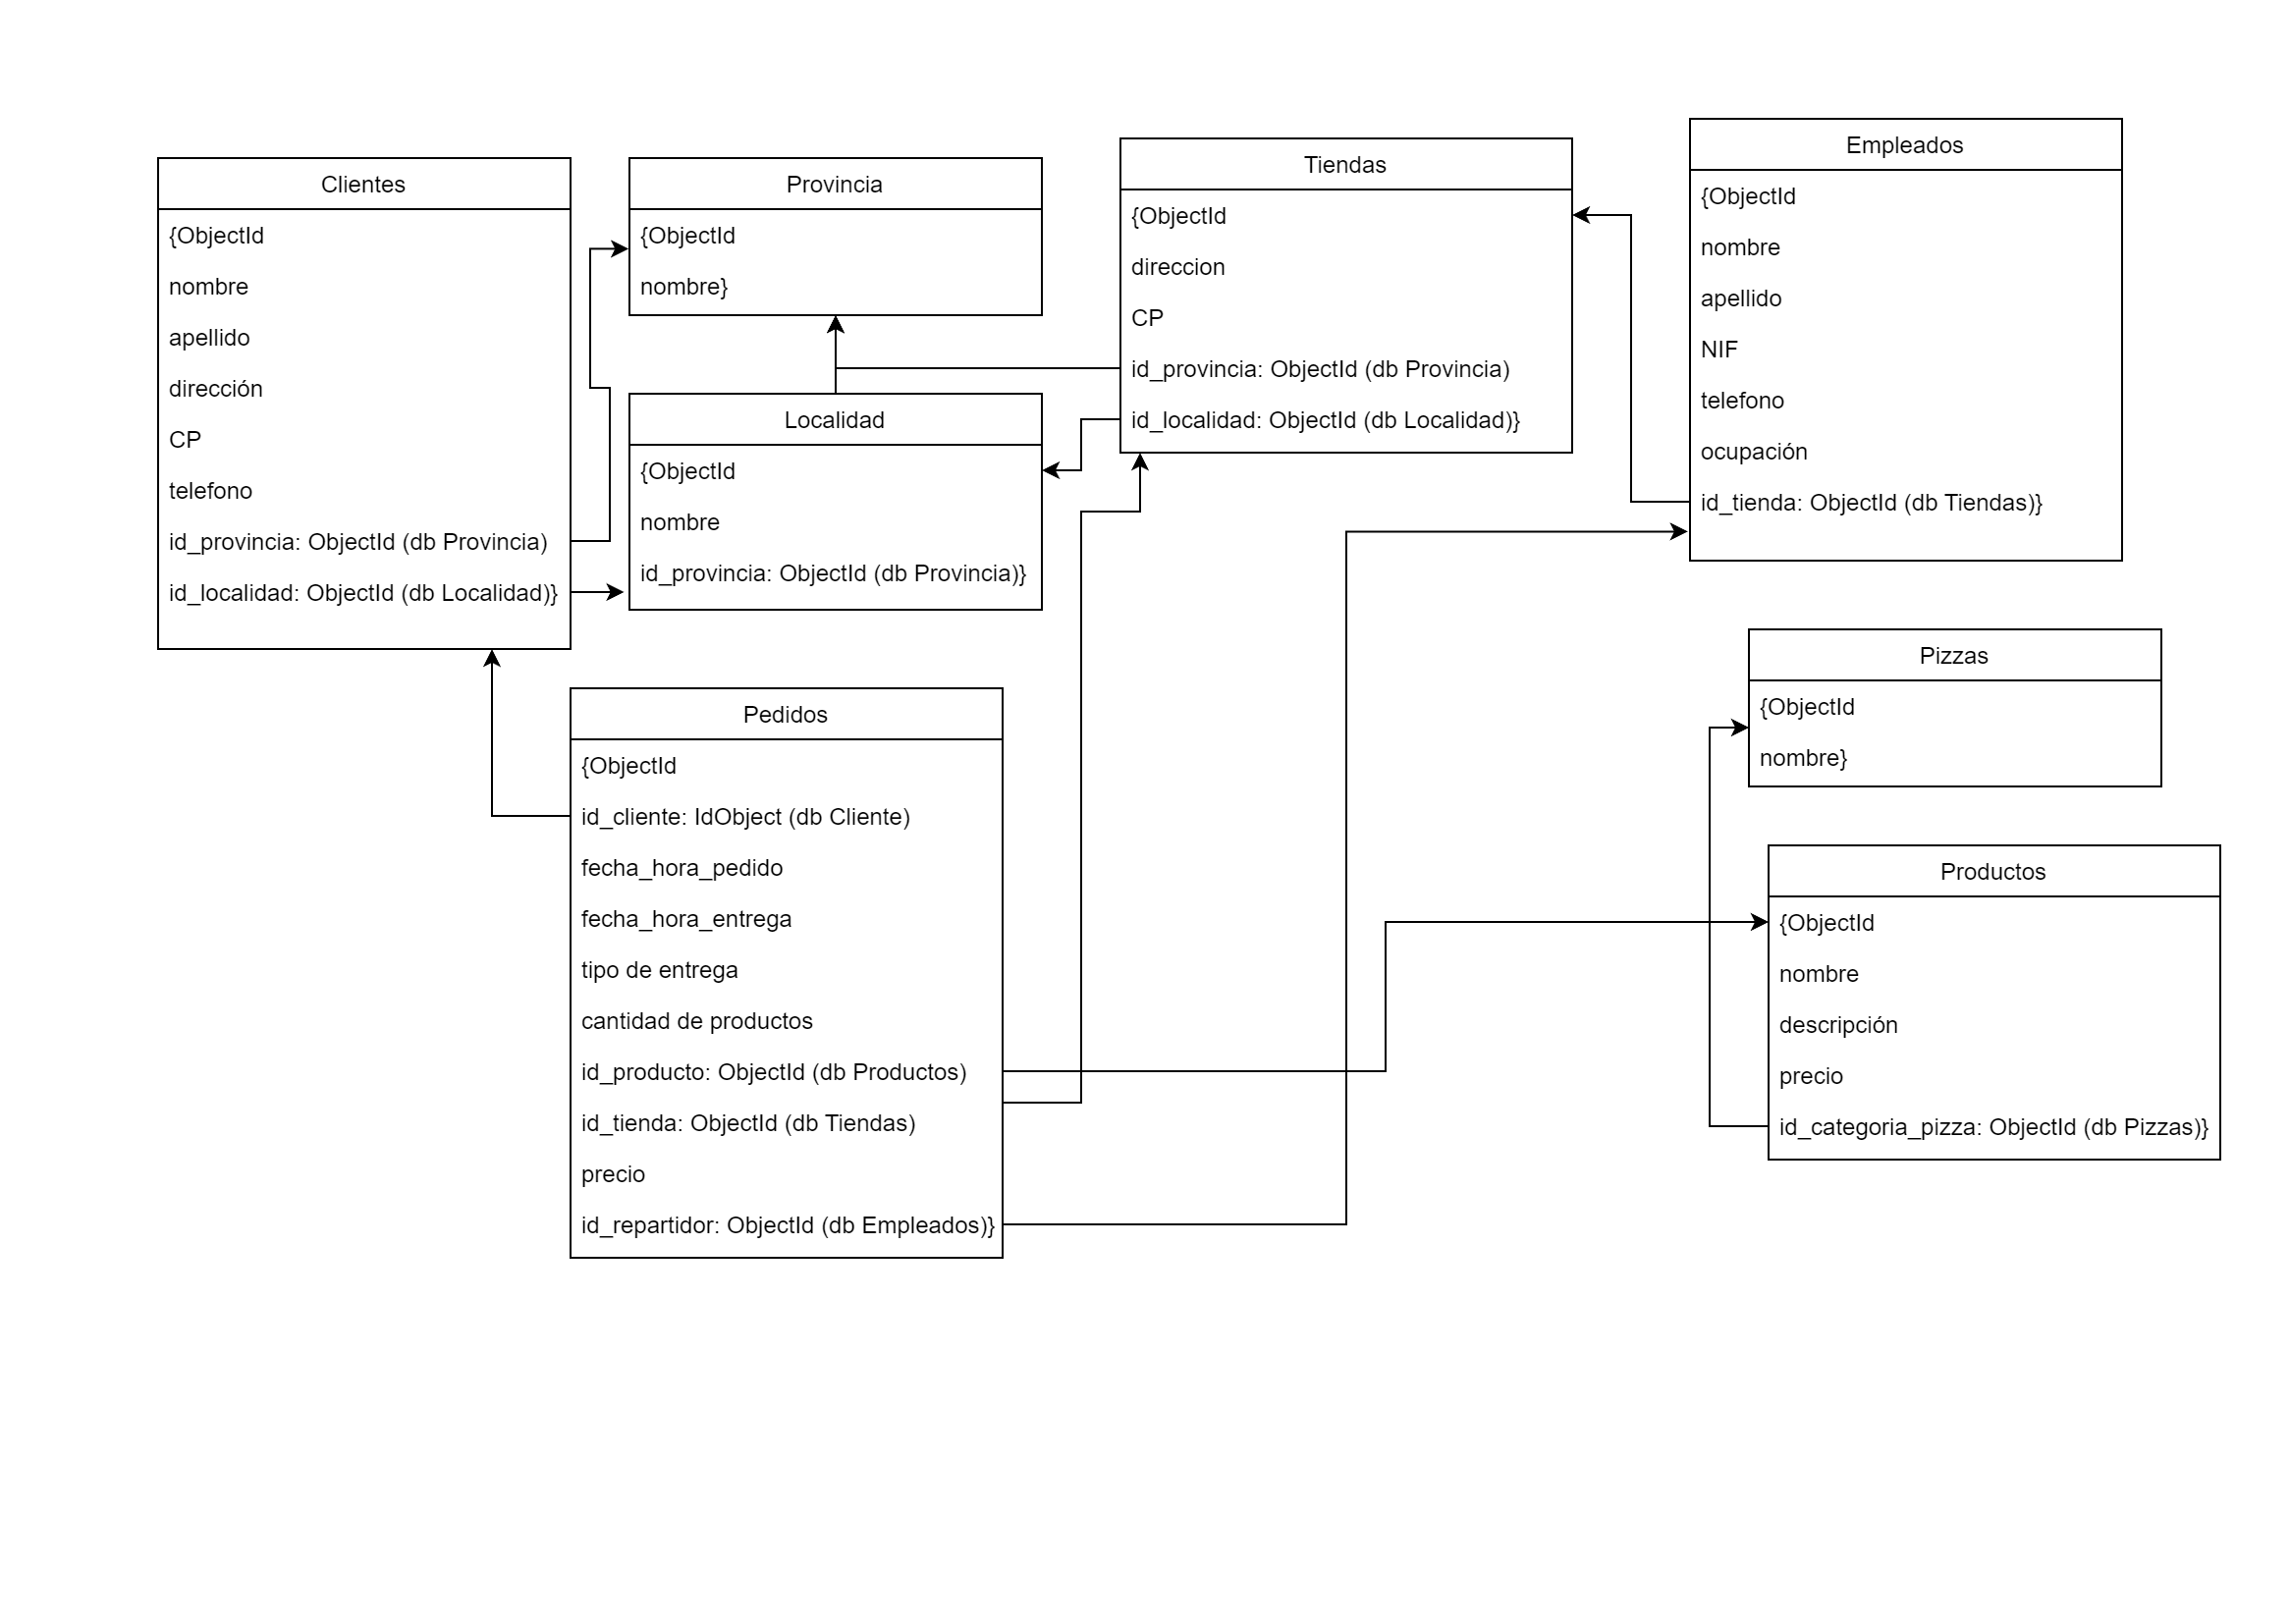 Clientes
{ObjectId
nombre
apellido
dirección
CP
telefono
id_provincia: ObjectId (db Provincia)
id_localidad: ObjectId (db Localidad)}
Provincia
{ObjectId
nombre}
Localidad
{ObjectId
nombre
id_provincia: ObjectId (db Provincia)}
Tiendas
{ObjectId
direccion
CP
id_provincia: ObjectId (db Provincia)
id_localidad: ObjectId (db Localidad)}
Empleados
{ObjectId
nombre
apellido
NIF
telefono
ocupación
id_tienda: ObjectId (db Tiendas)}
Pedidos
{ObjectId
id_cliente: IdObject (db Cliente)
fecha_hora_pedido
fecha_hora_entrega
tipo de entrega
cantidad de productos
id_producto: ObjectId (db Productos)
id_tienda: ObjectId (db Tiendas)
precio
id_repartidor: ObjectId (db Empleados)}
Pizzas
{ObjectId
nombre}
Productos
{ObjectId
nombre
descripción
precio
id_categoria_pizza: ObjectId (db Pizzas)}